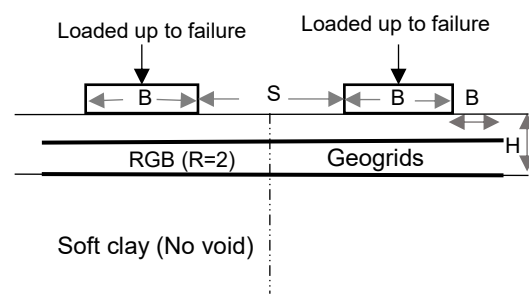 Loaded up to failure Loaded up to failure
B S B B
H
RGB (R=2) Geogrids
Soft clay (No void)